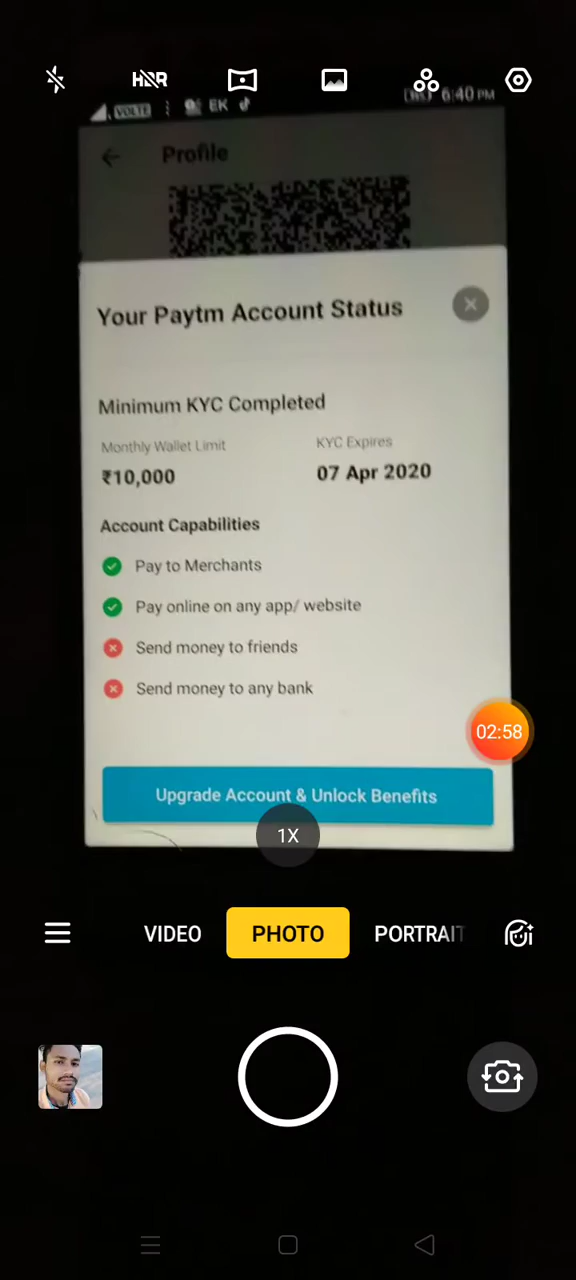 HDR
VOLTE EK 6:40 PM
Profile
Your Paytm Account Status
Minimum KYC Completed
Monthly Wallet Limit KYC Expires
₹10,000 07 Apr 2020
Account Capabilities
Pay to Merchants
Pay online on any app/ website
Send money to friends
Send money to any bank
02:58
Upgrade Account & Unlock Benefits
1X
VIDEO PHOTO PORTRAIT